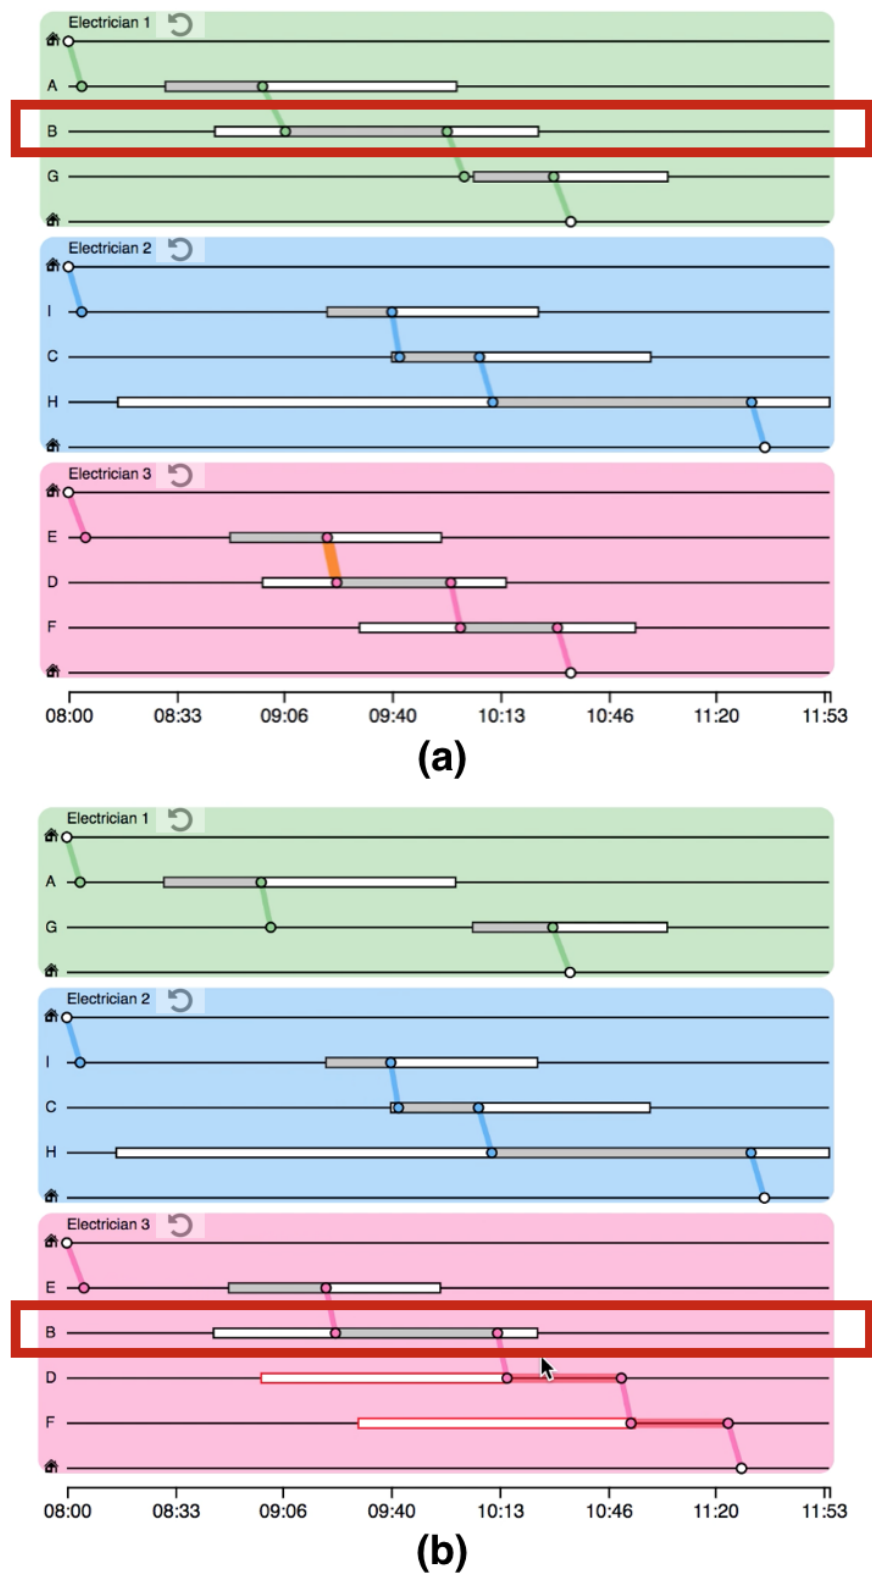 Electrician 1
A
B
G
Electrician 2
I
C
H
Electrician 3
E
D
F
08:00 08:33 09:06 09:40 10:13 10:46 11:20 11:53
(a)
Electrician 1
A
G
Electrician 2
I
C
H
Electrician 3
E
B
D
F
08:00 08:33 09:06 09:40 10:13 10:46 11:20 11:53
(b)